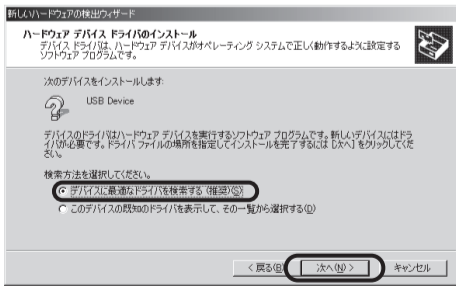 新しいハードウェアの検出ウィザード
ハードウェア デバイス ドライバのインストール
デバイス ドライバは、ハードウェア デバイスがオペレーティング システムで正しく動作するように設定する
ソフトウェア プログラムです。
次のデバイスをインストールします:
USB Device
デバイスのドライバはハードウェア デバイスを実行するソフトウェア プログラムです。新しいデバイスにはドラ
イバが必要です。ドライバ ファイルの場所を指定してインストールを完了するには [次へ] をクリックしてくだ
さい。
検索方法を選択してください。
デバイスに最適なドライバを検索する (推奨)(S)
このデバイスの既知のドライバを表示して、その一覧から選択する(D)
< 戻る(B)
次へ(N) >
キャンセル